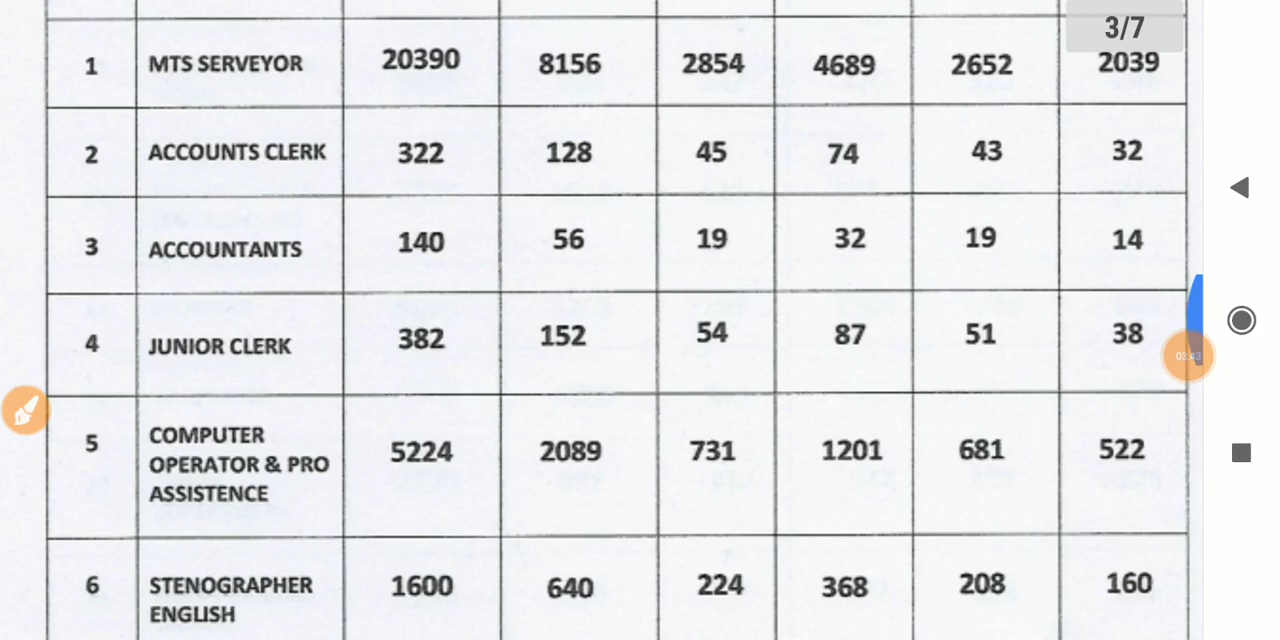 3/7
1 MTS SERVEYOR 20390 8156 2854 4689 2652 2039
2 ACCOUNTS CLERK 322 128 45 74 43 32
3 ACCOUNTANTS 140 56 19 32 19 14
4 JUNIOR CLERK 382 152 54 87 51 38
5 COMPUTER OPERATOR & PRO ASSISTENCE 5224 2089 731 1201 681 522
6 STENOGRAPHER ENGLISH 1600 640 224 368 208 160
03:43